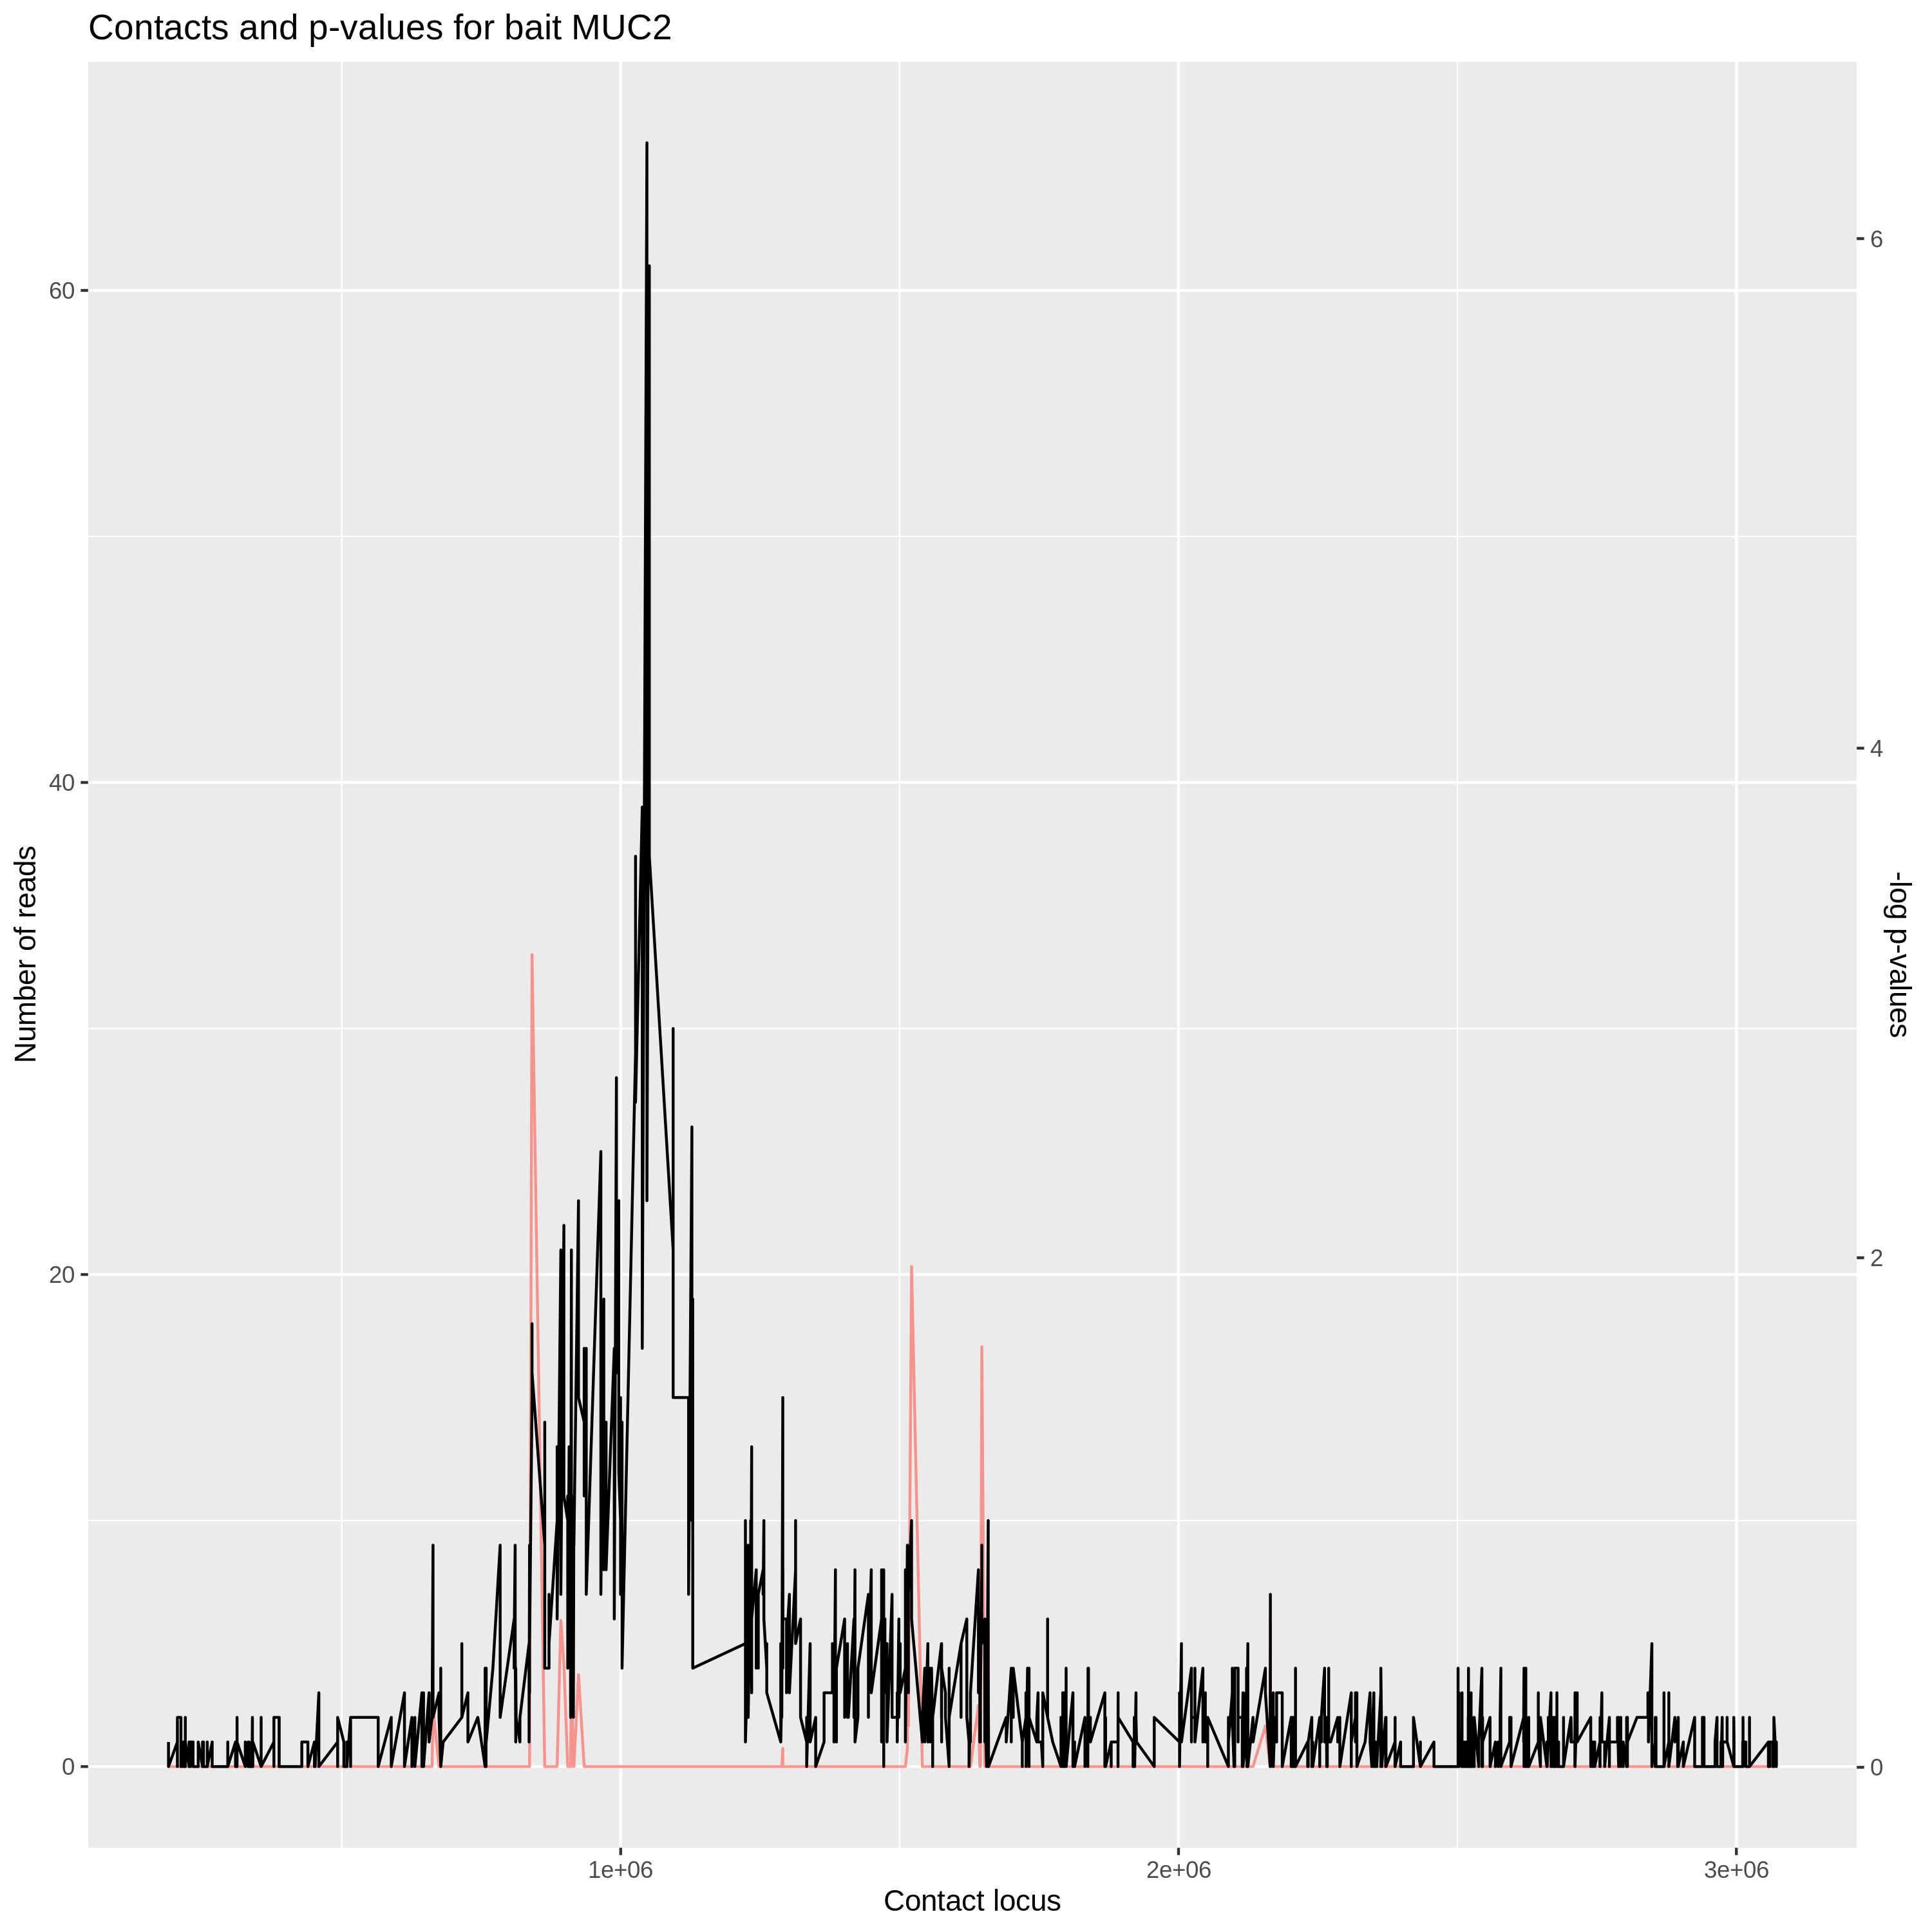 Contacts and p-values for bait MUC2
Number of reads
60
40
20
0
6
4
2
0
-log p-values
1e+06
2e+06
3e+06
Contact locus